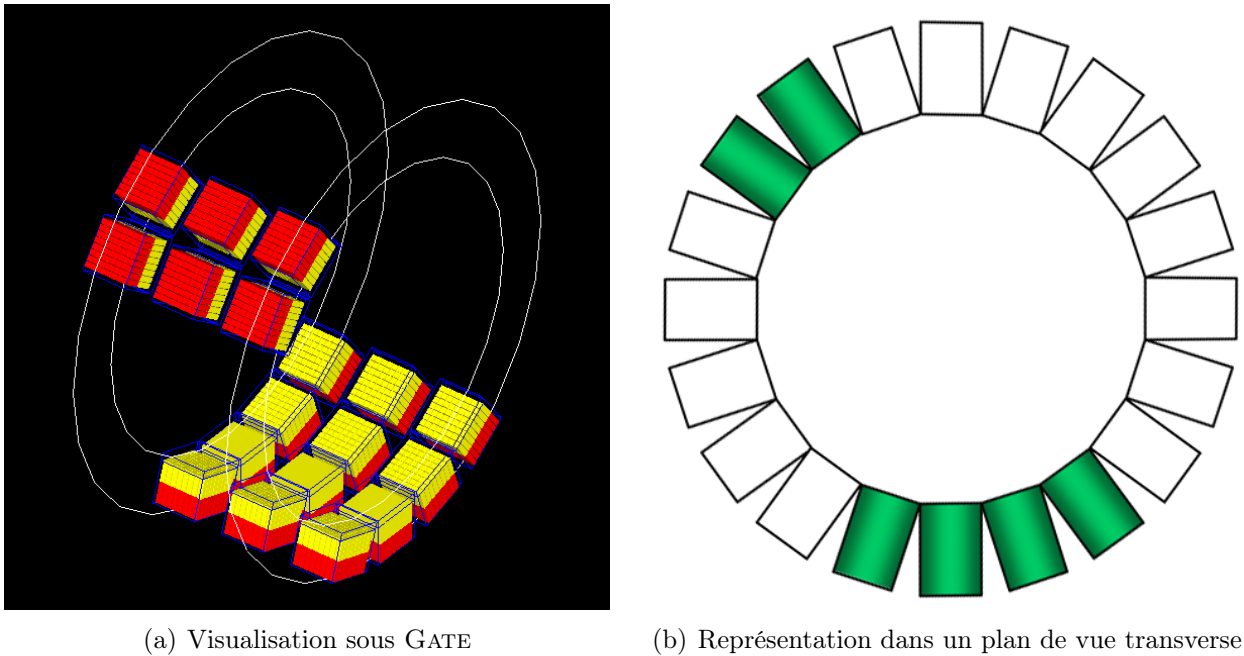 (a) Visualisation sous GATE
(b) Représentation dans un plan de vue transverse